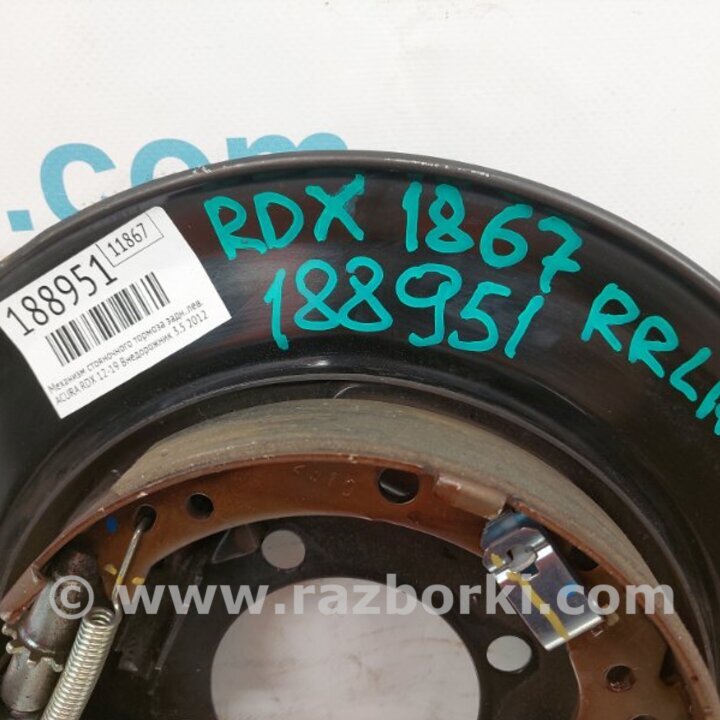 .com
RDX 1867
188951
RRLH
188951
11867
Механизм стояночного тормоза задн.лев.
ACURA RDX 12-19 Внедорожник 3.5 2012
© www.razborki.com